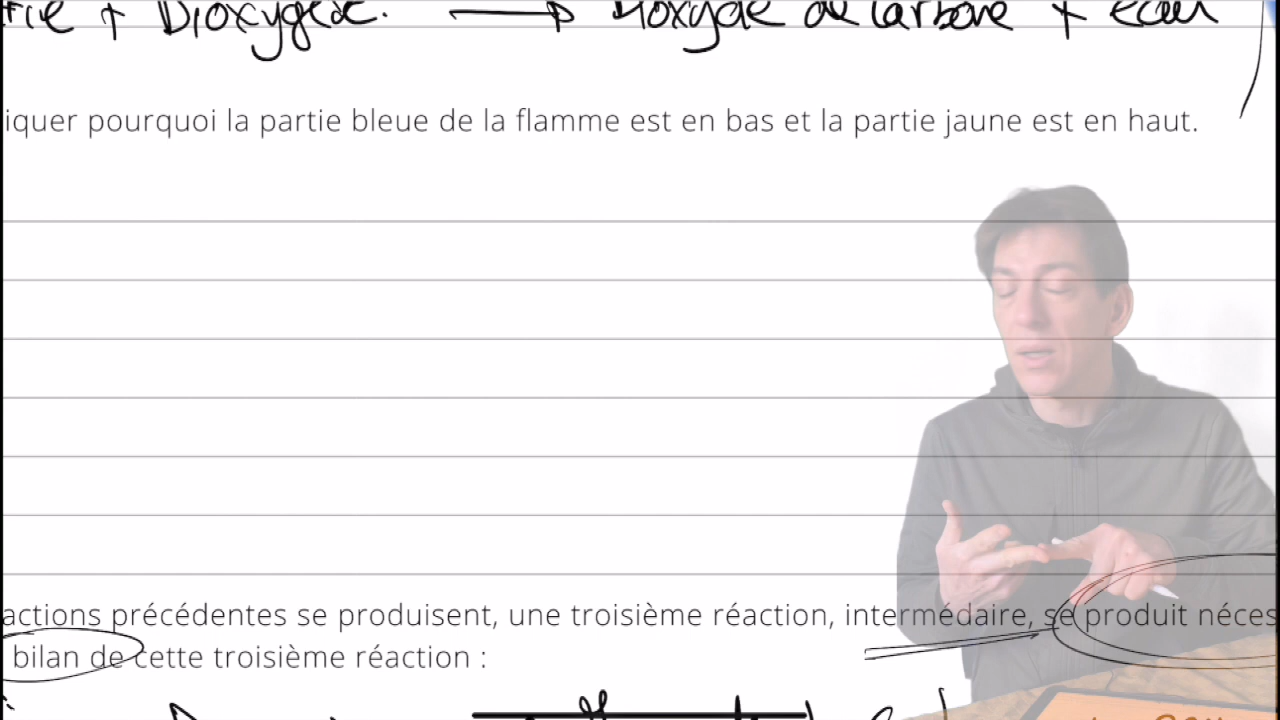 + Dioxygène. → Dioxyde de carbone + eau
iquer pourquoi la partie bleue de la flamme est en bas et la partie jaune est en haut.
actions précédentes se produisent, une troisième réaction, intermédaire, se produit néces
bilan de cette troisième réaction :